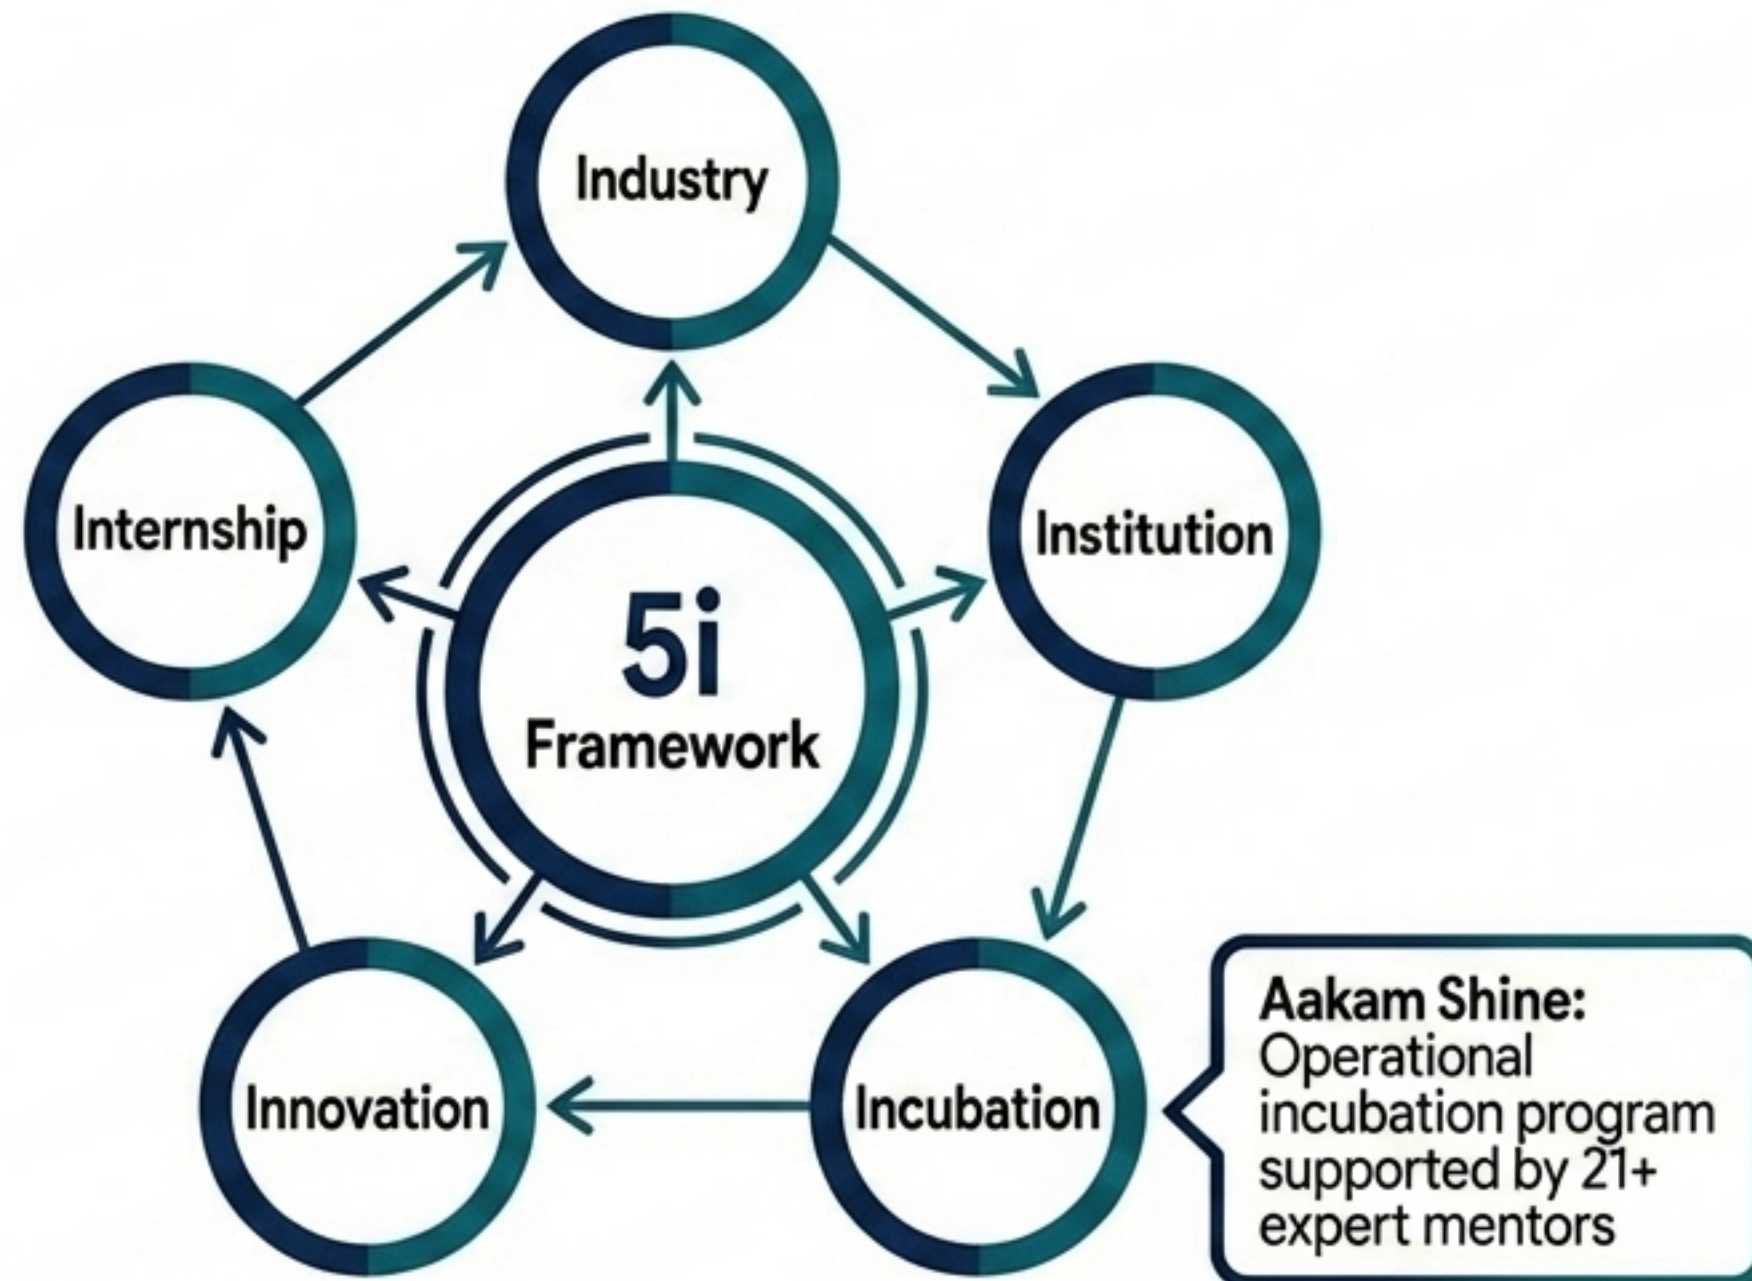 Industry
Internship
Institution
5i
Framework
Innovation
Incubation
Aakam Shine:
Operational
incubation program
supported by 21+
expert mentors